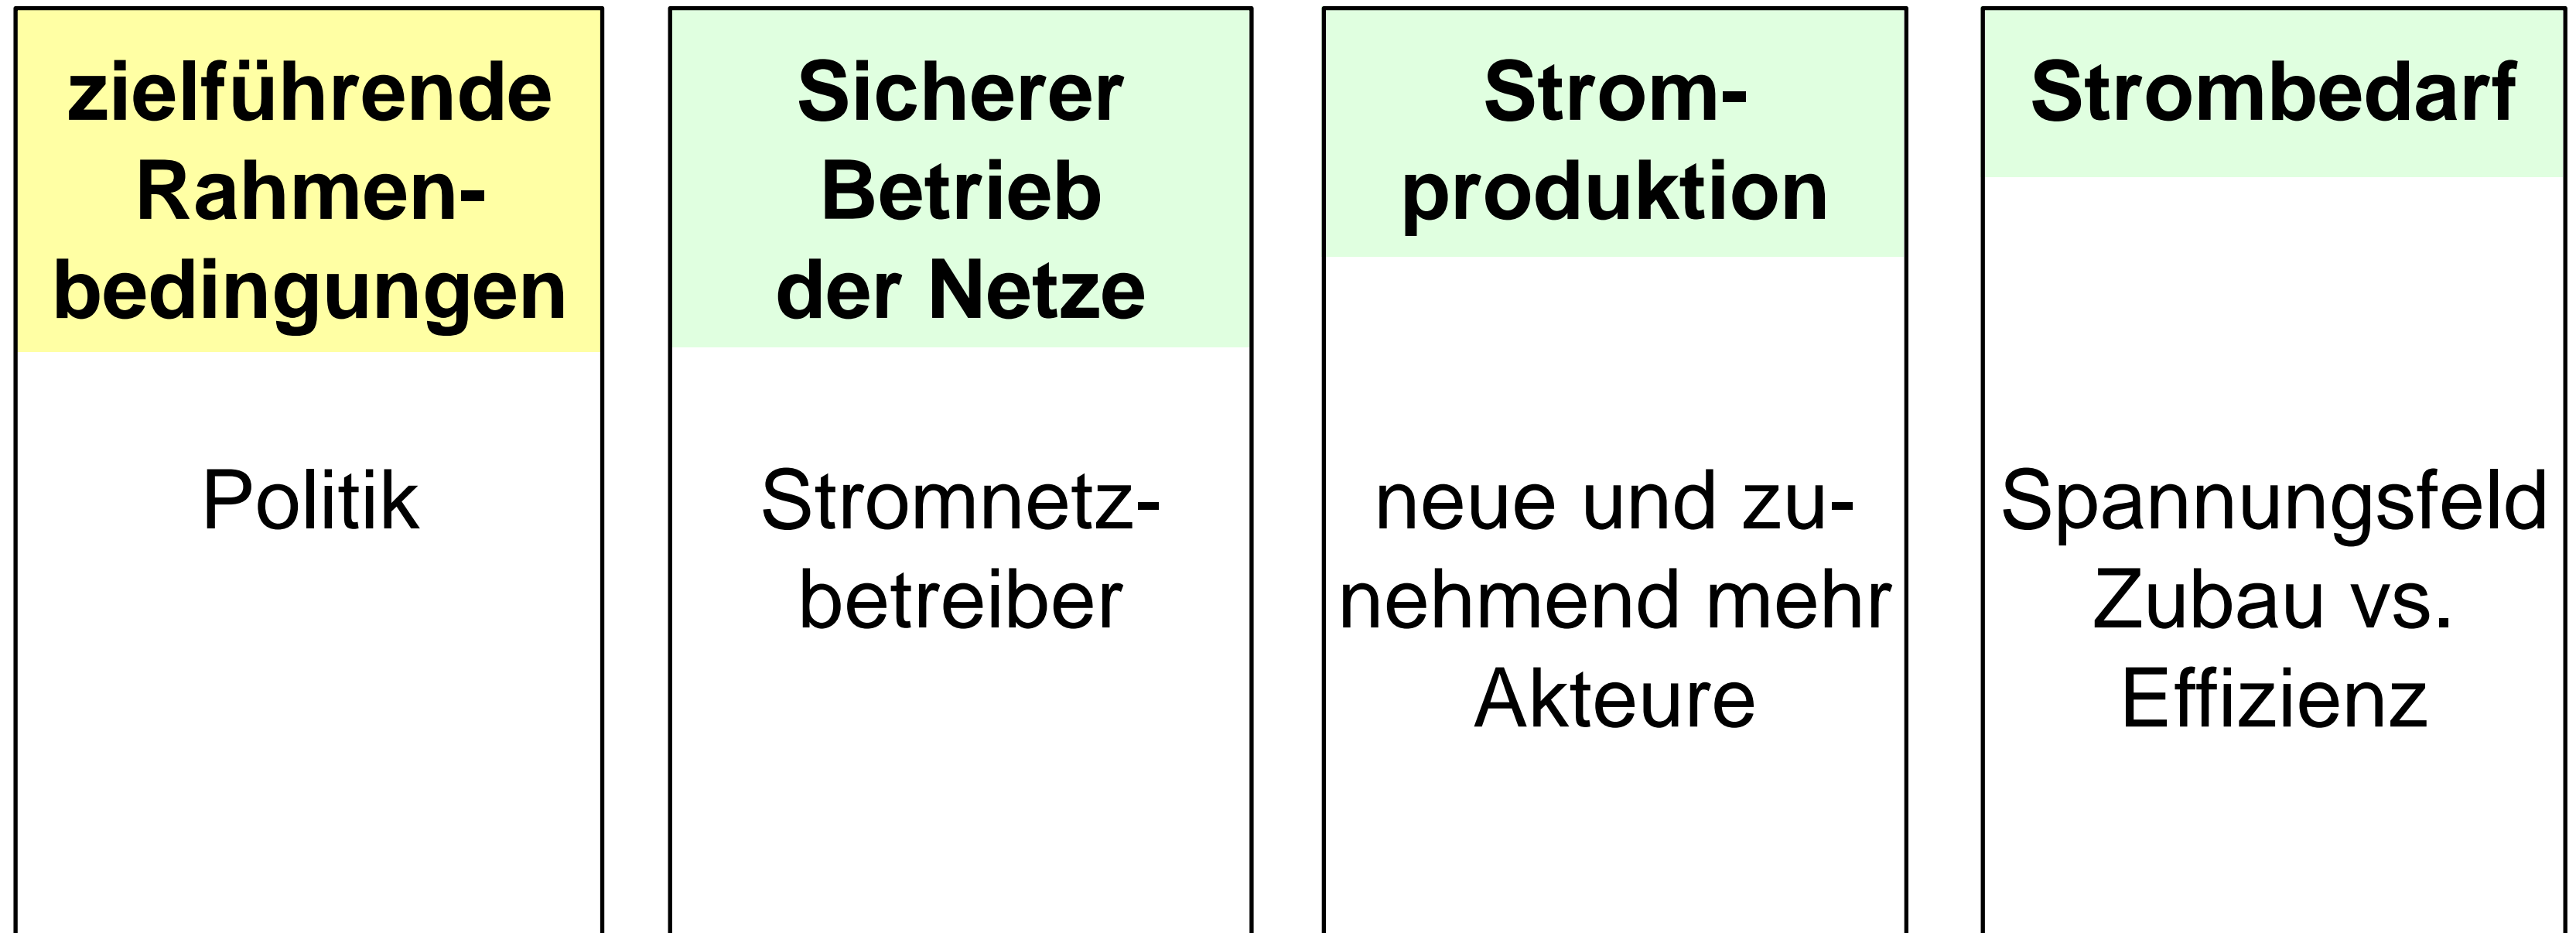 zielführende
Rahmen-
bedingungen
Politik
Sicherer
Betrieb
der Netze
Stromnetz-
betreiber
Strom-
produktion
neue und zu-
nehmend mehr
Akteure
Strombedarf
Spannungsfeld
Zubau vs.
Effizienz